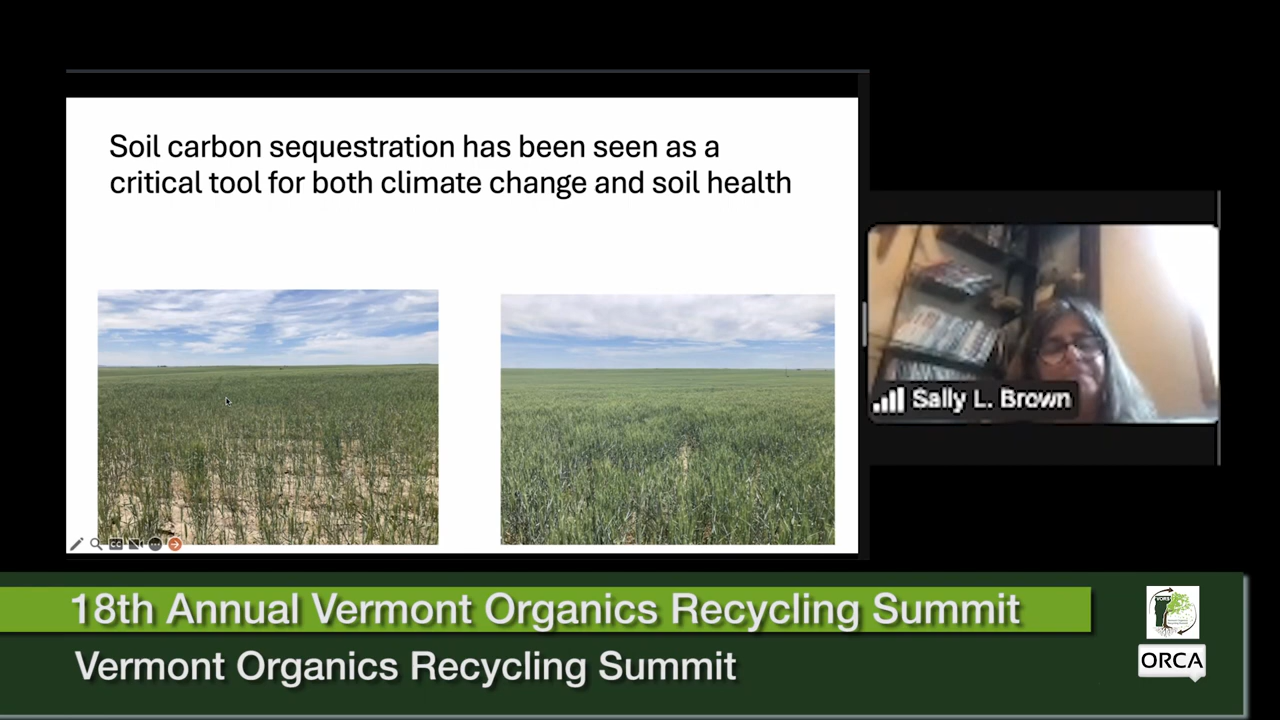 Soil carbon sequestration has been seen as a
critical tool for both climate change and soil health
Sally L. Brown
18th Annual Vermont Organics Recycling Summit
Vermont Organics Recycling Summit
ORCA